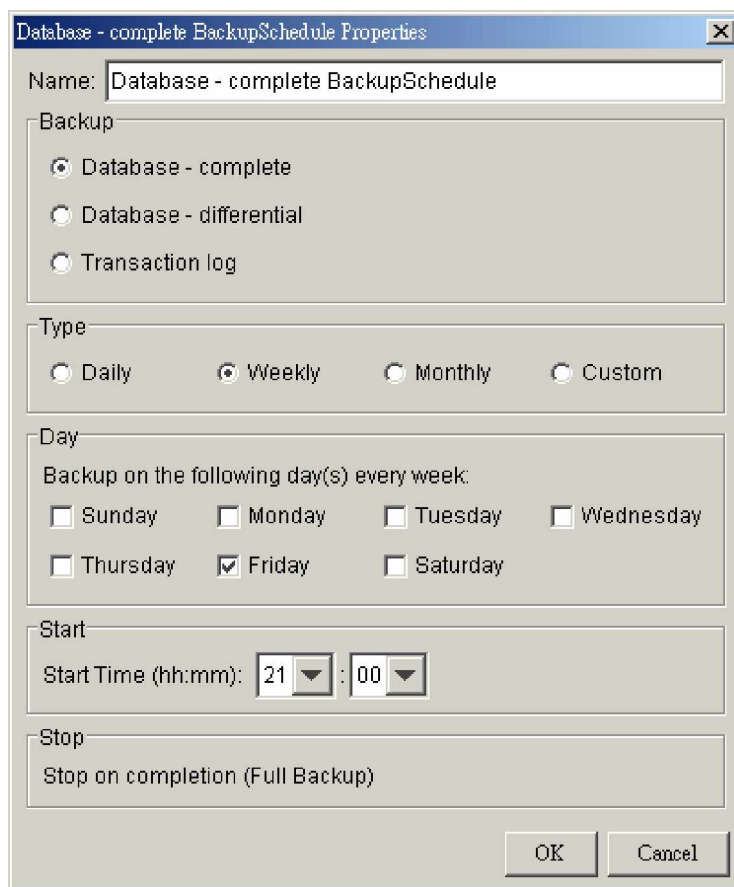 Database - complete BackupSchedule Properties
Name: Database - complete BackupSchedule
Backup
Database - complete
Database - differential
Transaction log
Type
Daily Weekly Monthly Custom
Day
Backup on the following day(s) every week:
Sunday Monday Tuesday Wednesday
Thursday Friday Saturday
Start
Start Time (hh:mm): 21 : 00
Stop
Stop on completion (Full Backup)
OK Cancel